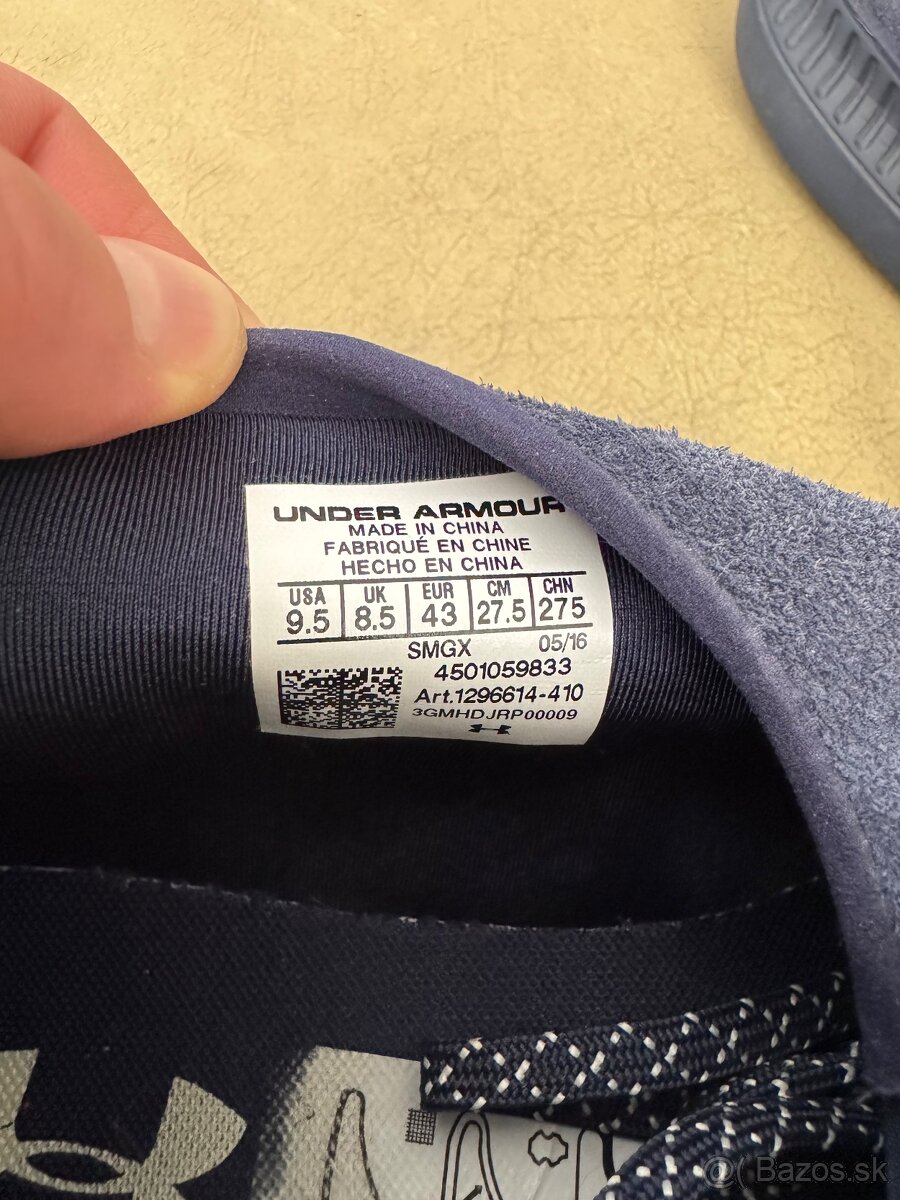 UNDER ARMOUR
MADE IN CHINA
FABRIQUÉ EN CHINE
HECHO EN CHINA
USA UK EUR CM CHN
9.5 8.5 43 27.5 275
SMGX 05/16
4501059833
Art.1296614-410
3GMHDJRP00009
@( Bazos.sk